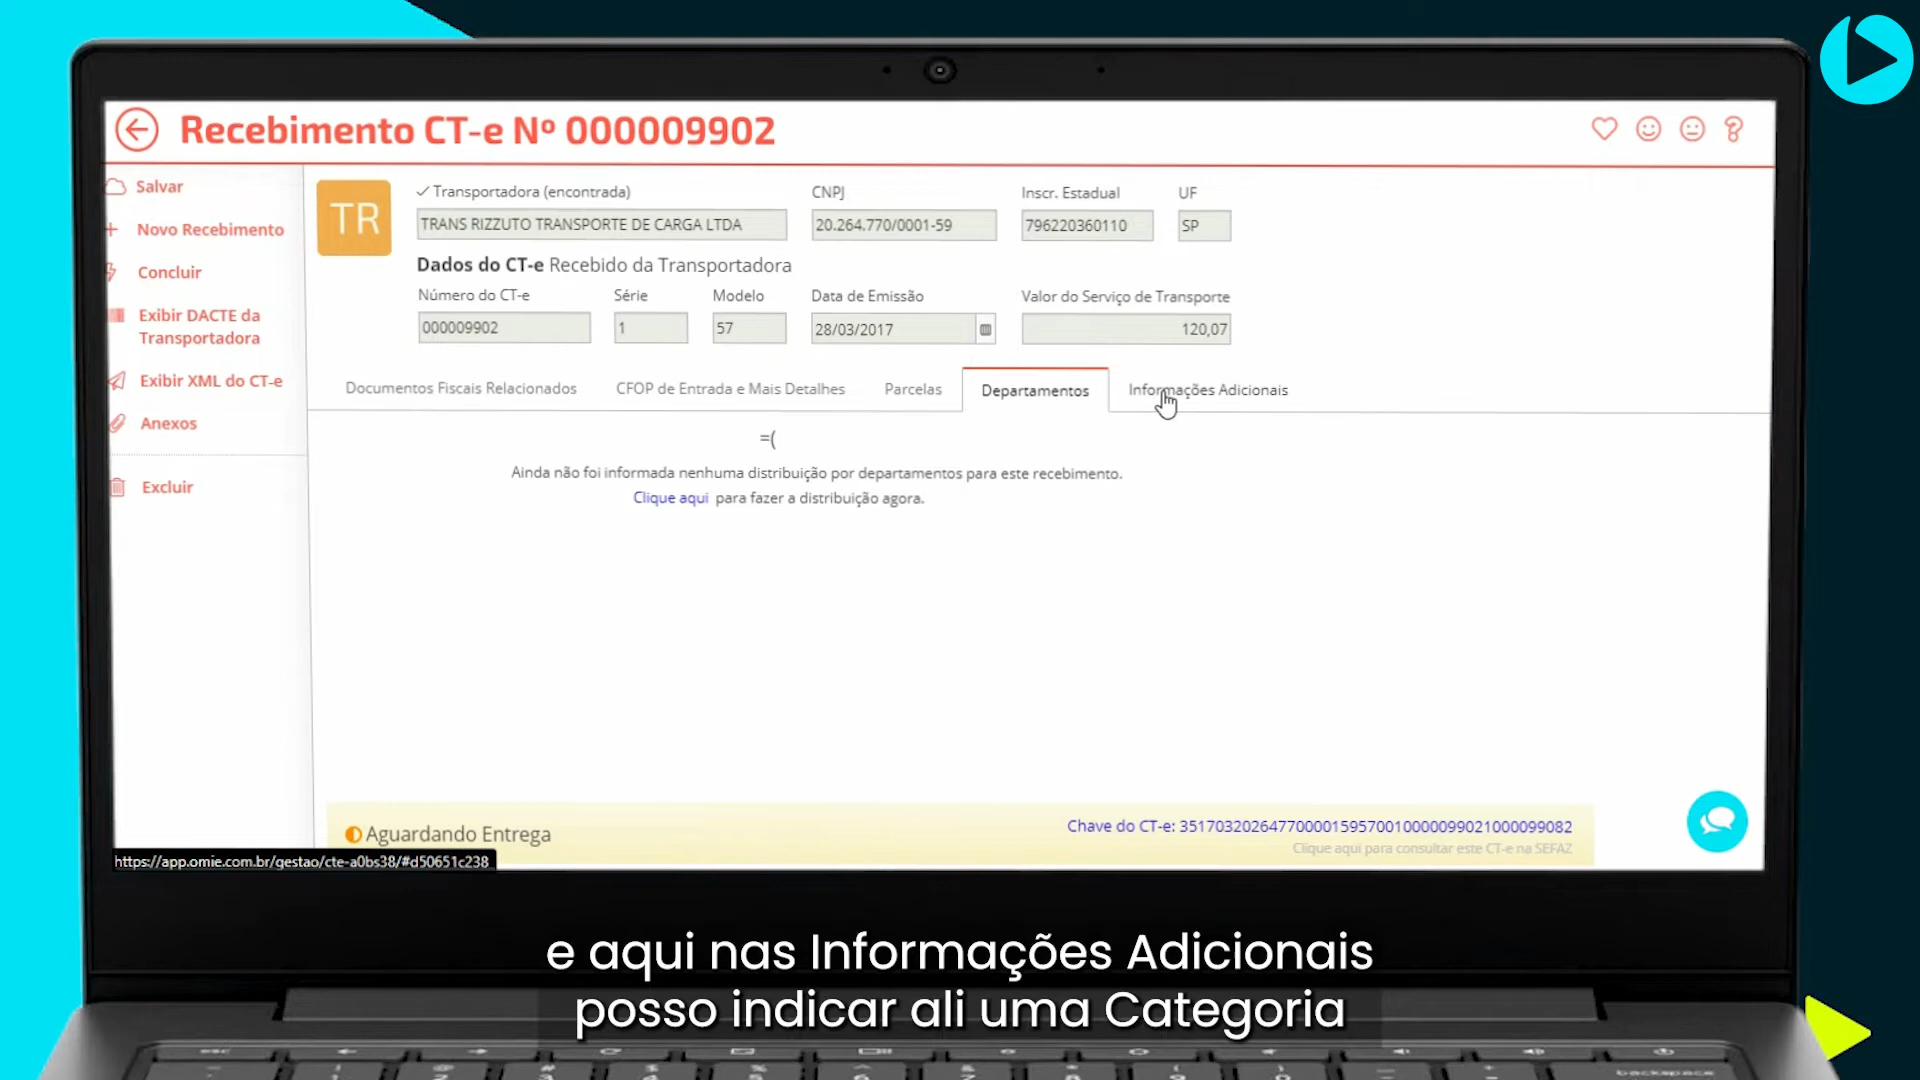 Recebimento CT-e Nº 000009902
Salvar
Novo Recebimento
Concluir
Exibir DACTE da
Transportadora
Exibir XML do CT-e
Anexos
Excluir
TR
Transportadora (encontrada)
CNPJ
Inscr. Estadual
UF
TRANS RIZZUTO TRANSPORTE DE CARGA LTDA
20.264.770/0001-59
796220360110
SP
Dados do CT-e Recebido da Transportadora
Número do CT-e
Série
Modelo
Data de Emissão
Valor do Serviço de Transporte
000009902
1
57
28/03/2017
120,07
Documentos Fiscais Relacionados
CFOP de Entrada e Mais Detalhes
Parcelas
Departamentos
Informações Adicionais
=(
Ainda não foi informada nenhuma distribuição por departamentos para este recebimento.
Clique aqui para fazer a distribuição agora.
Aguardando Entrega
Chave do CT-e: 35170320264770000159570010000099021000099082
Clique aqui para consultar este CT-e na SEFAZ
https://app.omie.com.br/gestao/cte-a0bs38/#d50651c238
e aqui nas Informações Adicionais
posso indicar ali uma Categoria
backspace